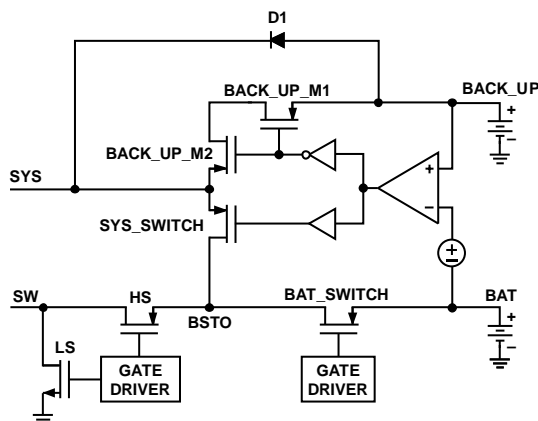 D1
BACK_UP_M1
BACK_UP
+
–
BACK_UP_M2
+
–
SYS
SYS_SWITCH
+
–
SW
HS
BSTO
BAT_SWITCH
BAT
+
–
LS
GATE
DRIVER
GATE
DRIVER